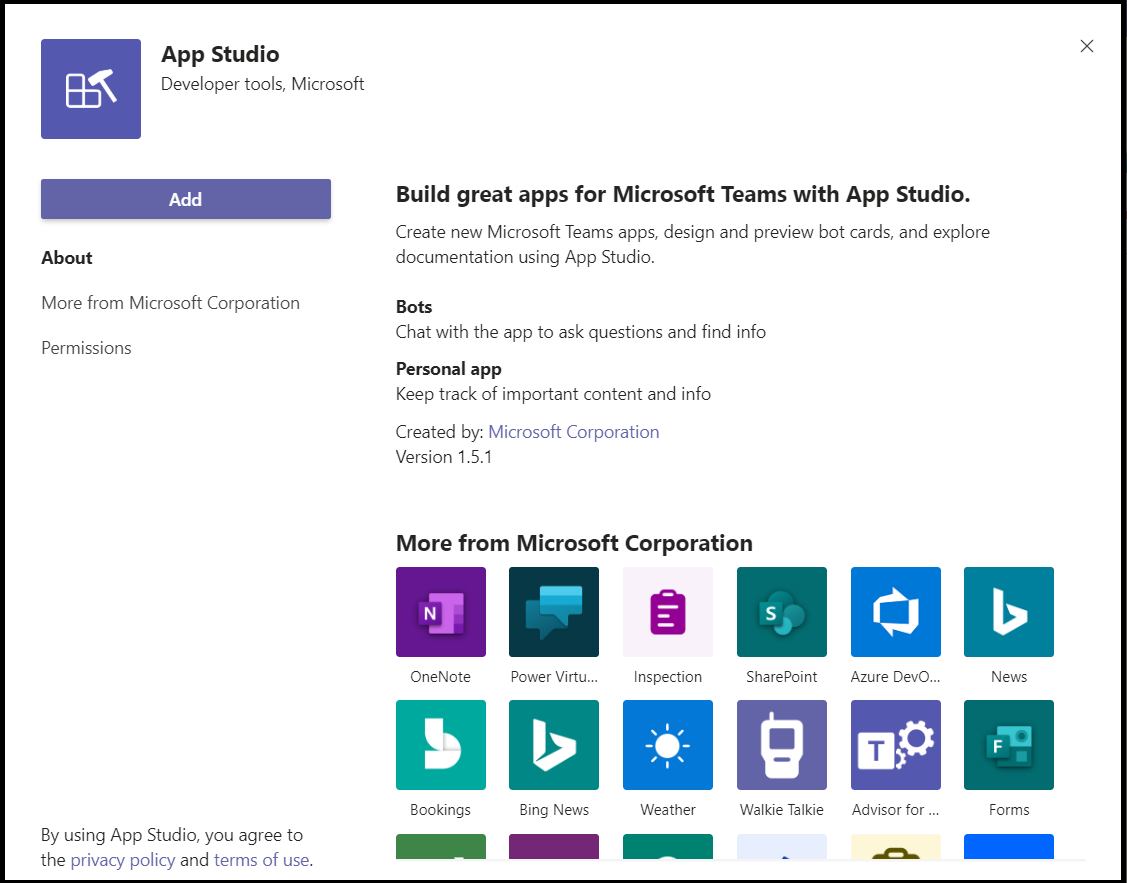 App Studio
Developer tools, Microsoft
Add
About
More from Microsoft Corporation
Permissions
By using App Studio, you agree to
the privacy policy and terms of use.
Build great apps for Microsoft Teams with App Studio.
Create new Microsoft Teams apps, design and preview bot cards, and explore
documentation using App Studio.
Bots
Chat with the app to ask questions and find info
Personal app
Keep track of important content and info
Created by: Microsoft Corporation
Version 1.5.1
More from Microsoft Corporation
N
S
OneNote
Power Virtu...
Inspection
SharePoint
Azure DevO...
News
T
F
Bookings
Bing News
Weather
Walkie Talkie
Advisor for ...
Forms